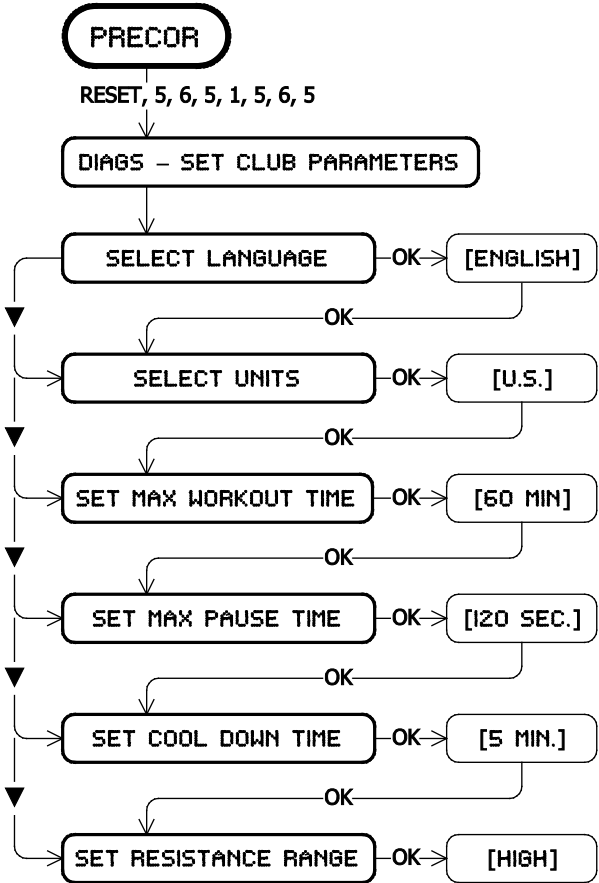 PRECOR
RESET, 5, 6, 5, 1, 5, 6, 5
DIAGS – SET CLUB PARAMETERS
SELECT LANGUAGE OK [ENGLISH]
OK
SELECT UNITS OK [U.S.]
OK
SET MAX WORKOUT TIME OK [60 MIN]
OK
SET MAX PAUSE TIME OK [120 SEC.]
OK
SET COOL DOWN TIME OK [5 MIN.]
OK
SET RESISTANCE RANGE OK [HIGH]